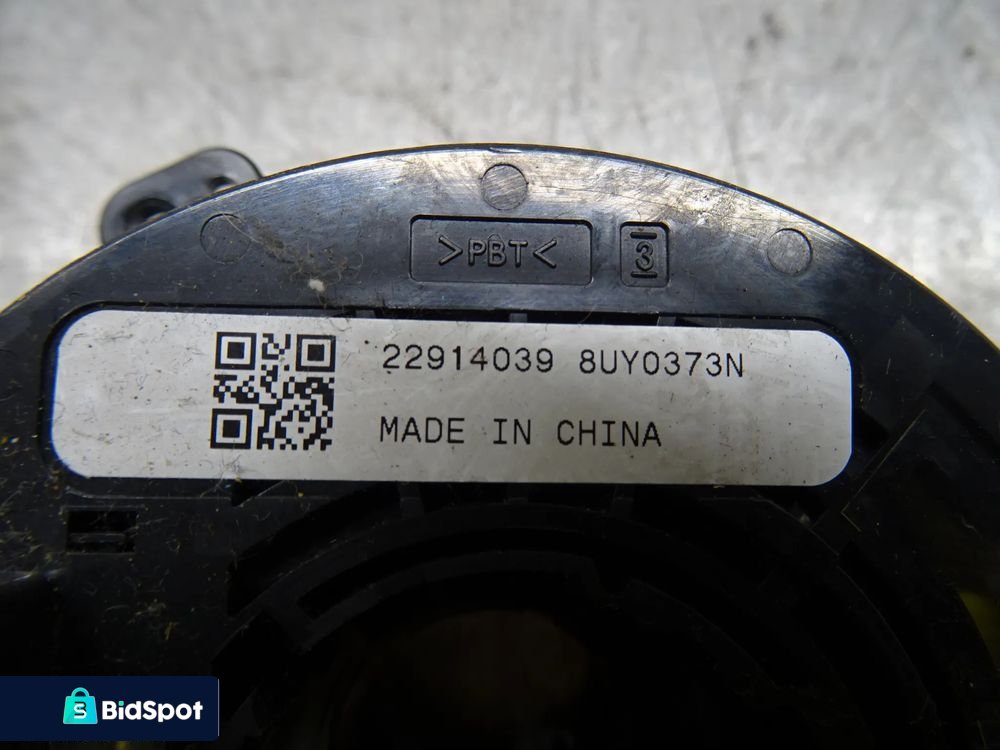 >PBT<
3
22914039 8UY0373N
MADE IN CHINA
BidSpot